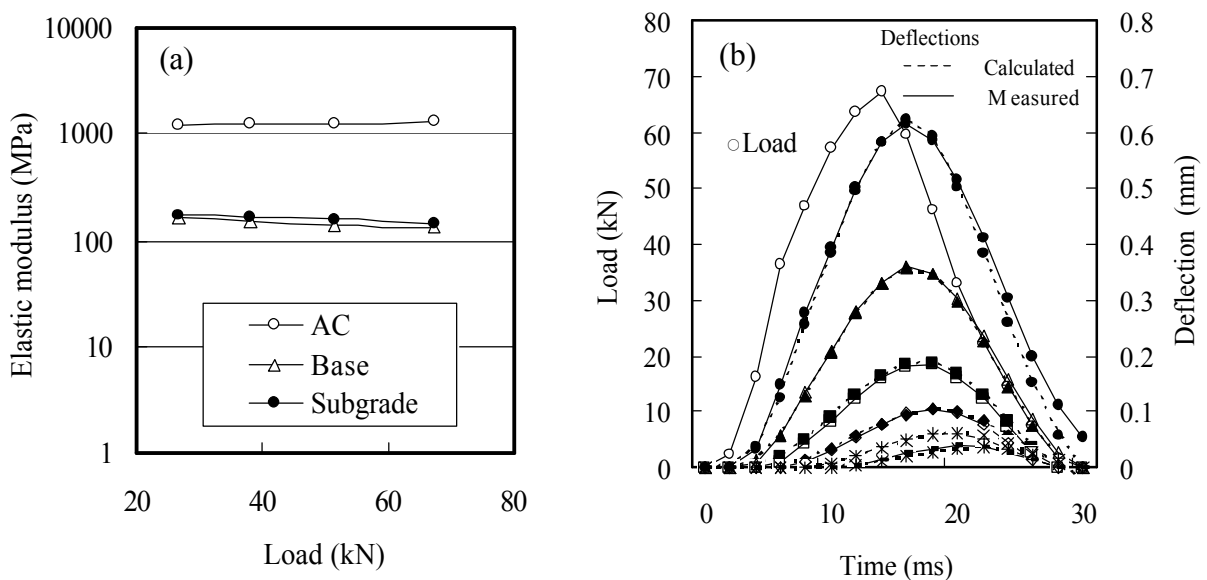 (a)
Elastic modulus (MPa)
10000
1000
100
10
1
AC
Base
Subgrade
20 40 60 80
Load (kN)
(b)
Deflections
Calculated
M easured
Load
Load (kN)
80
70
60
50
40
30
20
10
0
0.8
0.7
0.6
0.5
0.4
0.3
0.2
0.1
0
Deflection (mm)
0 10 20 30
Time (ms)